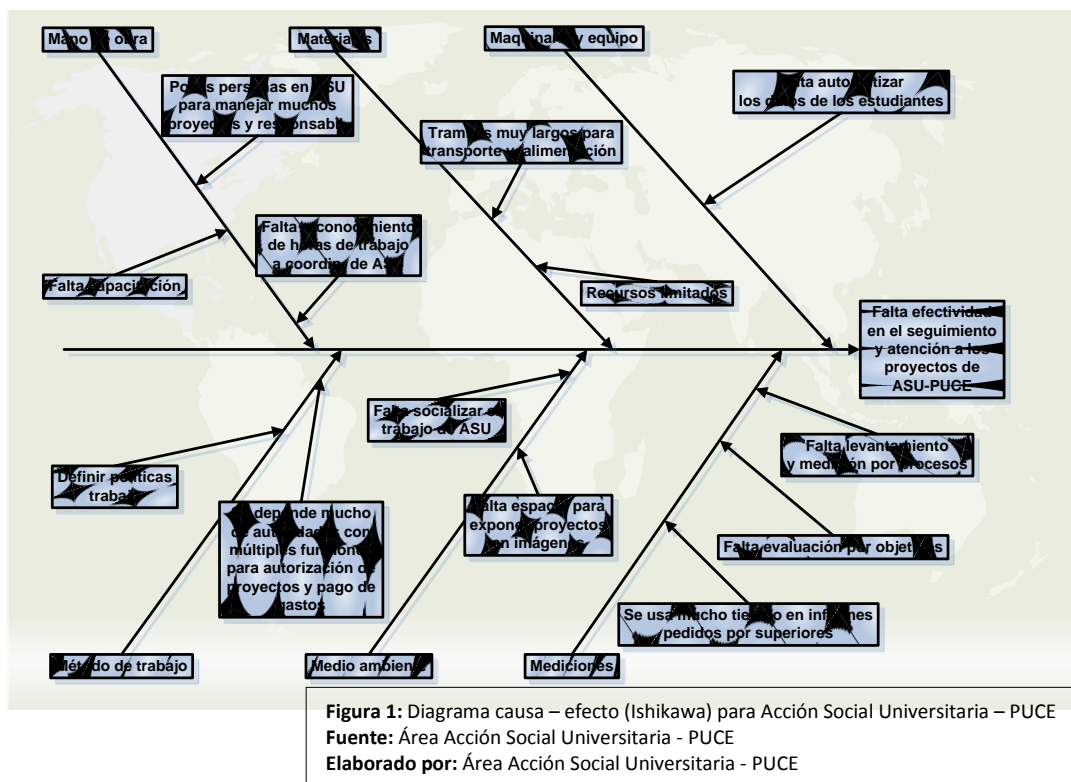 Mano de obra
Materiales
Maquinaria y equipo
Pocas personas en ASU
para manejar muchos
proyectos y responsab.
Falta automatizar
los datos de los estudiantes
Tramites muy largos para
transporte y alimentación
Falta reconocimiento
de horas de trabajo
a coordin. de ASU
Falta capacitación
Recursos limitados
Falta efectividad
en el seguimiento
y atención a los
proyectos de
ASU-PUCE
Falta socializar el
trabajo de ASU
Falta levantamiento
y medición por procesos
Definir políticas
trabajo
depende mucho
de autoridades con
múltiples funciones
para autorización de
proyectos y pago de
gastos
Falta espacio para
exponer proyectos
en imágenes
Falta evaluación por objetivos
Se usa mucho tiempo en informes
pedidos por superiores
Método de trabajo
Medio ambiente
Mediciones
Figura 1: Diagrama causa – efecto (Ishikawa) para Acción Social Universitaria – PUCE
Fuente: Área Acción Social Universitaria - PUCE
Elaborado por: Área Acción Social Universitaria - PUCE